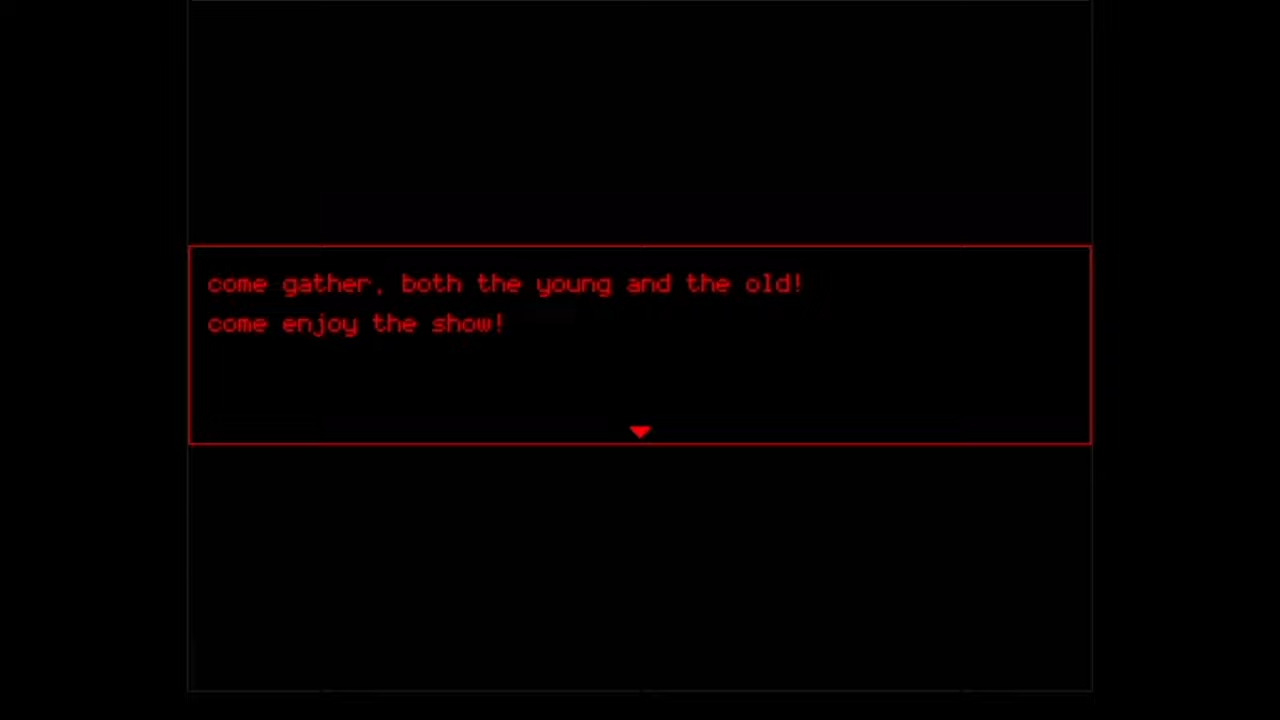 come gather, both the young and the old!
come enjoy the show!